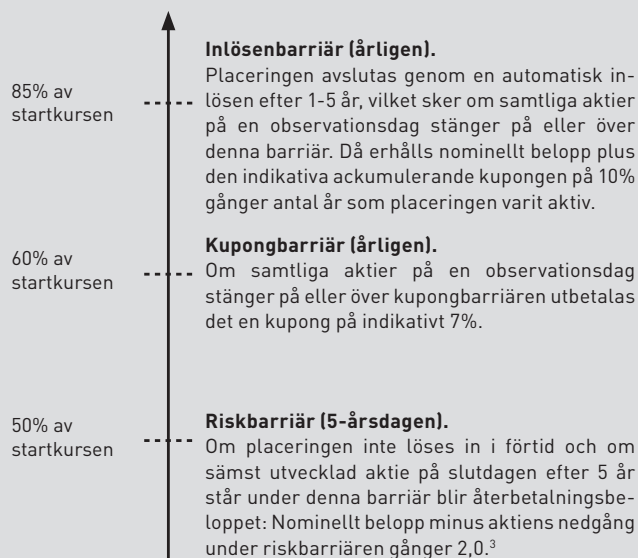 85% av
startkursen
Inlösenbarriär (årligen).
Placeringen avslutas genom en automatisk in-
lösen efter 1-5 år, vilket sker om samtliga aktier
på en observationsdag stänger på eller över
denna barriär. Då erhålls nominellt belopp plus
den indikativa ackumulerande kupongen på 10%
gånger antal år som placeringen varit aktiv.
60% av
startkursen
Kupongbarriär (årligen).
Om samtliga aktier på en observationsdag
stänger på eller över kupongbarriären utbetalas
det en kupong på indikativt 7%.
50% av
startkursen
Riskbarriär (5-årsdagen).
Om placeringen inte löses in i förtid och om
sämst utvecklad aktie på slutdagen efter 5 år
står under denna barriär blir återbetalningsbe-
loppet: Nominellt belopp minus aktiens nedgång
under riskbarriären gånger 2,0.³